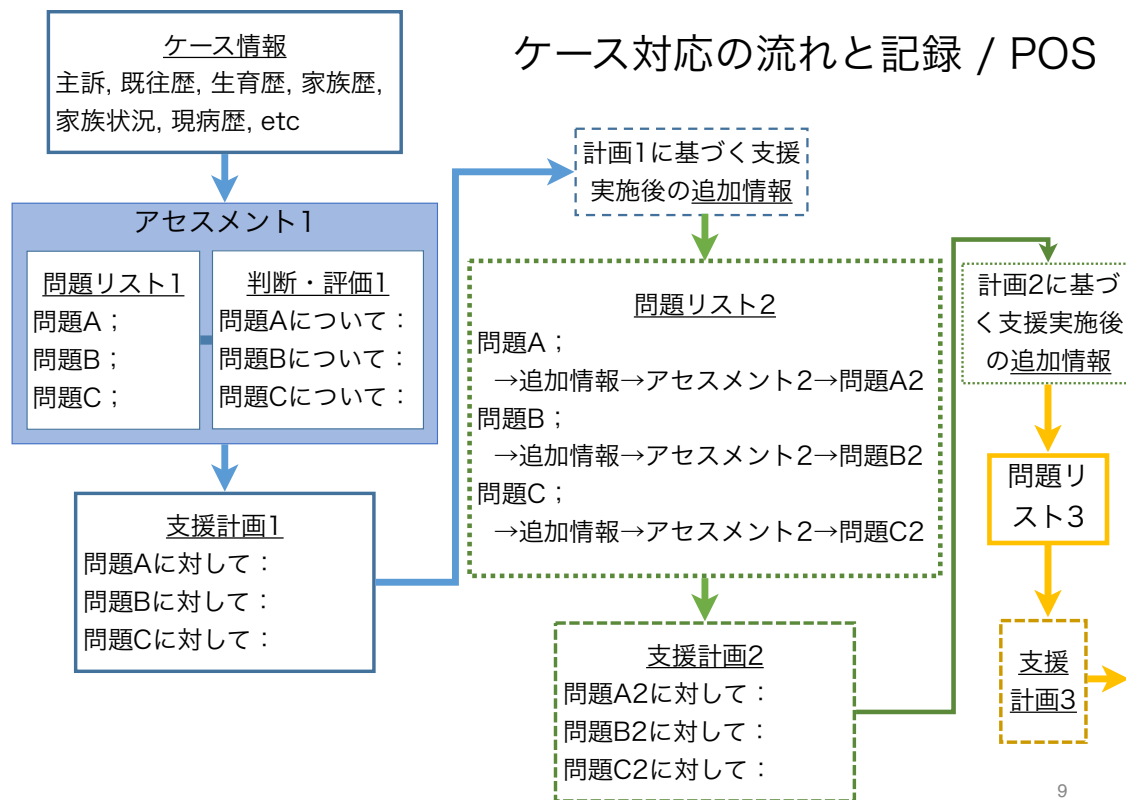 ケース対応の流れと記録 / POS
ケース情報
主訴, 既往歴, 生育歴, 家族歴,
家族状況, 現病歴, etc
アセスメント1
問題リスト1
問題A；
問題B；
問題C；
判断・評価1
問題Aについて：
問題Bについて：
問題Cについて：
支援計画1
問題Aに対して：
問題Bに対して：
問題Cに対して：
計画1に基づく支援
実施後の追加情報
問題リスト2
問題A；
→追加情報→アセスメント2→問題A2
問題B；
→追加情報→アセスメント2→問題B2
問題C；
→追加情報→アセスメント2→問題C2
支援計画2
問題A2に対して：
問題B2に対して：
問題C2に対して：
計画2に基づ
く支援実施後
の追加情報
問題リ
スト3
支援
計画3
9